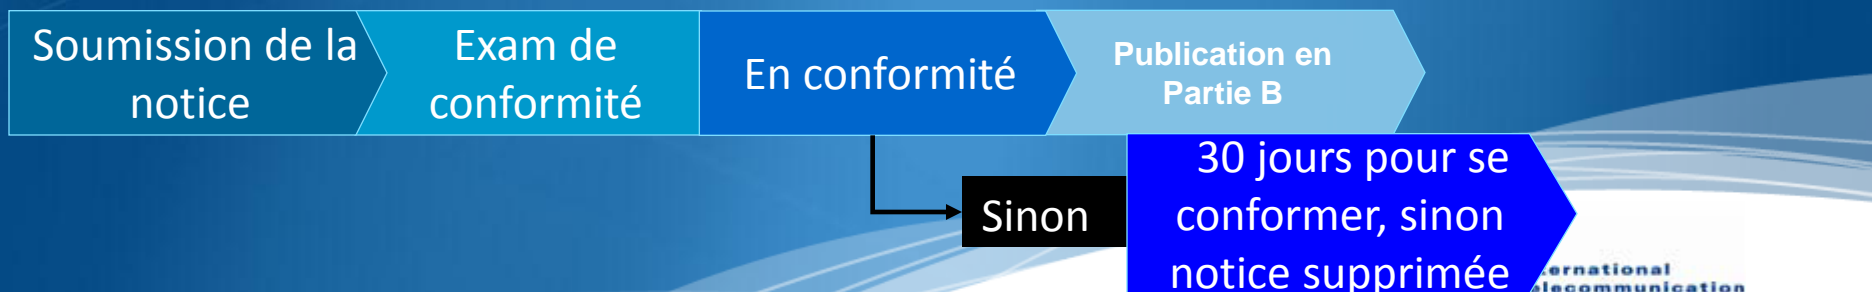 Soumission de la
notice
Exam de
conformité
En conformité
Publication en
Partie B
Sinon
30 jours pour se
conformer, sinon
notice supprimée